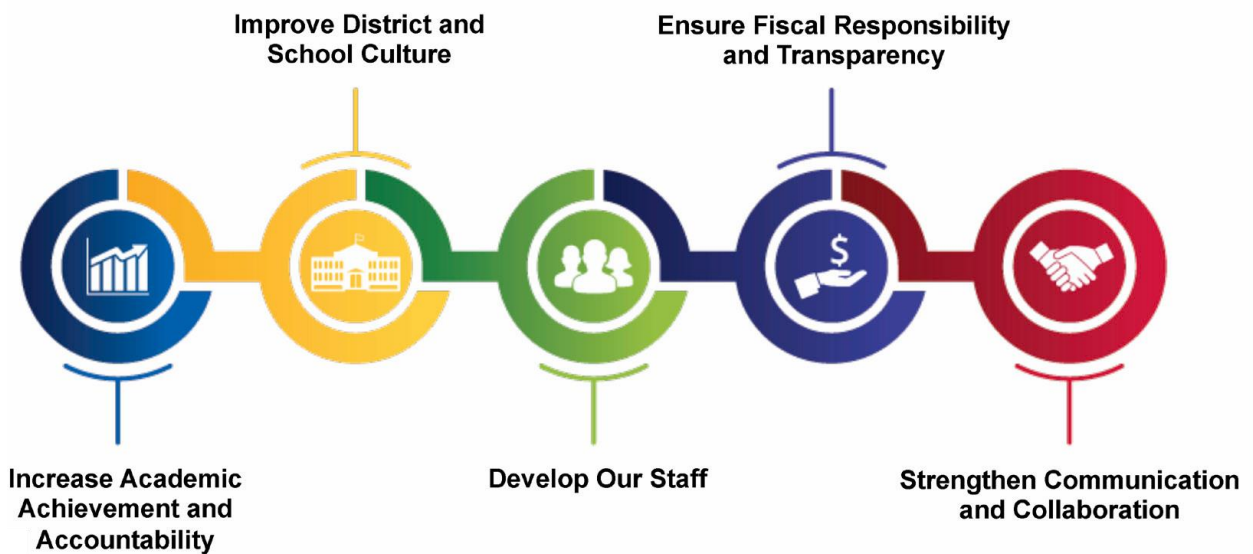 Improve District and
School Culture
Ensure Fiscal Responsibility
and Transparency
$
Increase Academic
Achievement and
Accountability
Develop Our Staff
Strengthen Communication
and Collaboration